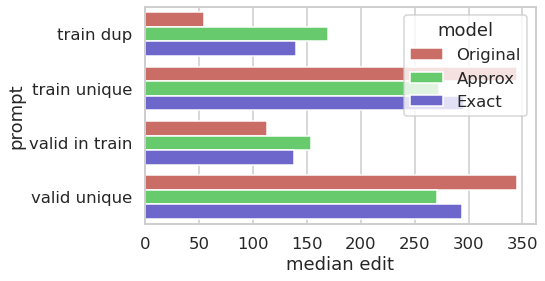 model
Original
Approx
Exact
prompt
train dup
train unique
valid in train
valid unique
0 50 100 150 200 250 300 350
median edit